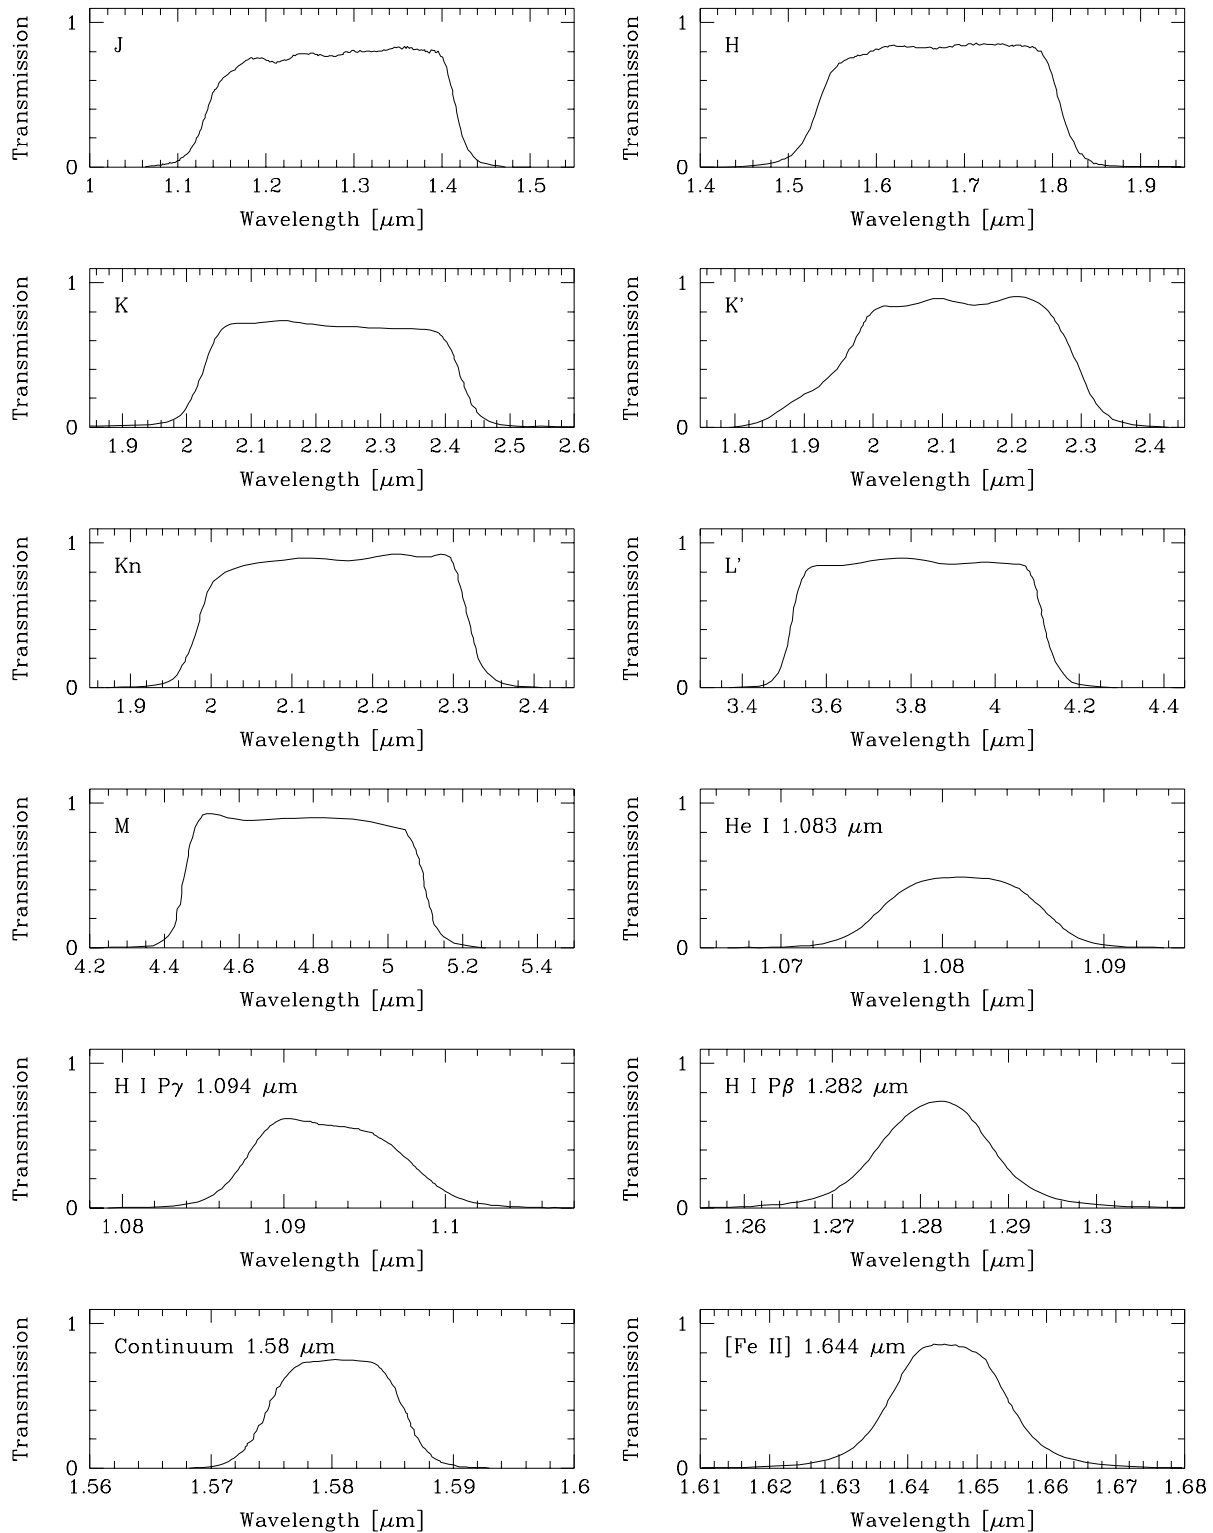 Transmission
1
0
J
1
1.1
1.2
1.3
1.4
1.5
Wavelength [μm]
Transmission
1
0
H
1.4
1.5
1.6
1.7
1.8
1.9
Wavelength [μm]
Transmission
1
0
K
1.9
2
2.1
2.2
2.3
2.4
2.5
2.6
Wavelength [μm]
Transmission
1
0
K'
1.8
1.9
2
2.1
2.2
2.3
2.4
Wavelength [μm]
Transmission
1
0
Kn
1.9
2
2.1
2.2
2.3
2.4
Wavelength [μm]
Transmission
1
0
L'
3.4
3.6
3.8
4
4.2
4.4
Wavelength [μm]
Transmission
1
0
M
4.2
4.4
4.6
4.8
5
5.2
5.4
Wavelength [μm]
Transmission
1
0
He I 1.083 μm
1.07
1.08
1.09
Wavelength [μm]
Transmission
1
0
H I Pγ 1.094 μm
1.08
1.09
1.1
Wavelength [μm]
Transmission
1
0
H I Pβ 1.282 μm
1.26
1.27
1.28
1.29
1.3
Wavelength [μm]
Transmission
1
0
Continuum 1.58 μm
1.56
1.57
1.58
1.59
1.6
Wavelength [μm]
Transmission
1
0
[Fe II] 1.644 μm
1.61
1.62
1.63
1.64
1.65
1.66
1.67
1.68
Wavelength [μm]